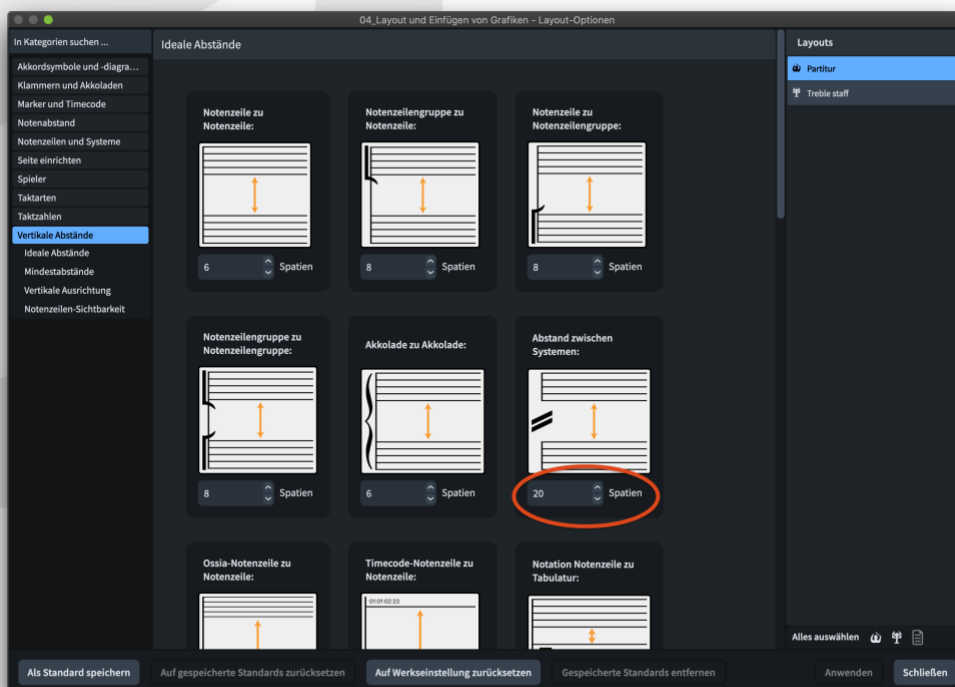 04_Layout und Einfügen von Grafiken - Layout-Optionen
In Kategorien suchen ...
Akkordsymbole und -diagra...
Klammern und Akkoladen
Marker und Timecode
Notenabstand
Notenzeilen und Systeme
Seite einrichten
Spieler
Taktarten
Taktzahlen
Vertikale Abstände
Ideale Abstände
Mindestabstände
Vertikale Ausrichtung
Notenzeilen-Sichtbarkeit
Ideale Abstände
Notenzeile zu
Notenzeile:
6 Spatien
Notenzeilengruppe zu
Notenzeile:
8 Spatien
Notenzeile zu
Notenzeilengruppe:
8 Spatien
Notenzeilengruppe zu
Notenzeilengruppe:
8 Spatien
Akkolade zu Akkolade:
6 Spatien
Abstand zwischen
Systemen:
20 Spatien
Ossia-Notenzeile zu
Notenzeile:
Timecode-Notenzeile zu
Notenzeile:
01:01:02:23
Notation Notenzeile zu
Tabulatur:
Layouts
Partitur
Treble staff
Alles auswählen
Als Standard speichern
Auf gespeicherte Standards zurücksetzen
Auf Werkseinstellung zurücksetzen
Gespeicherte Standards entfernen
Anwenden
Schließen